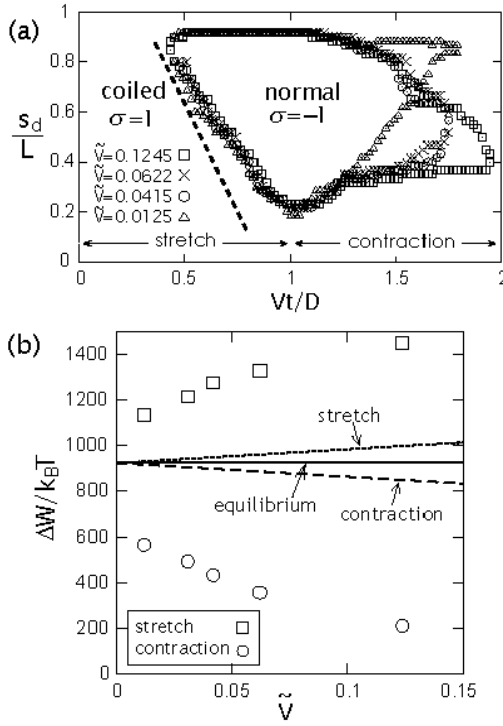 (a)
1
0.8
0.6
0.4
0.2
0
s_d/L
coiled
σ=1
normal
σ=−1
Ṽ=0.1245 □
Ṽ=0.0622 ×
Ṽ=0.0415 ○
Ṽ=0.0125 △
stretch
contraction
0 0.5 1 1.5 2
Vt/D
(b)
1400
1200
1000
800
600
400
200
0
ΔW/k_BT
stretch
equilibrium
contraction
stretch □
contraction ○
0 0.05 0.1 0.15
Ṽ